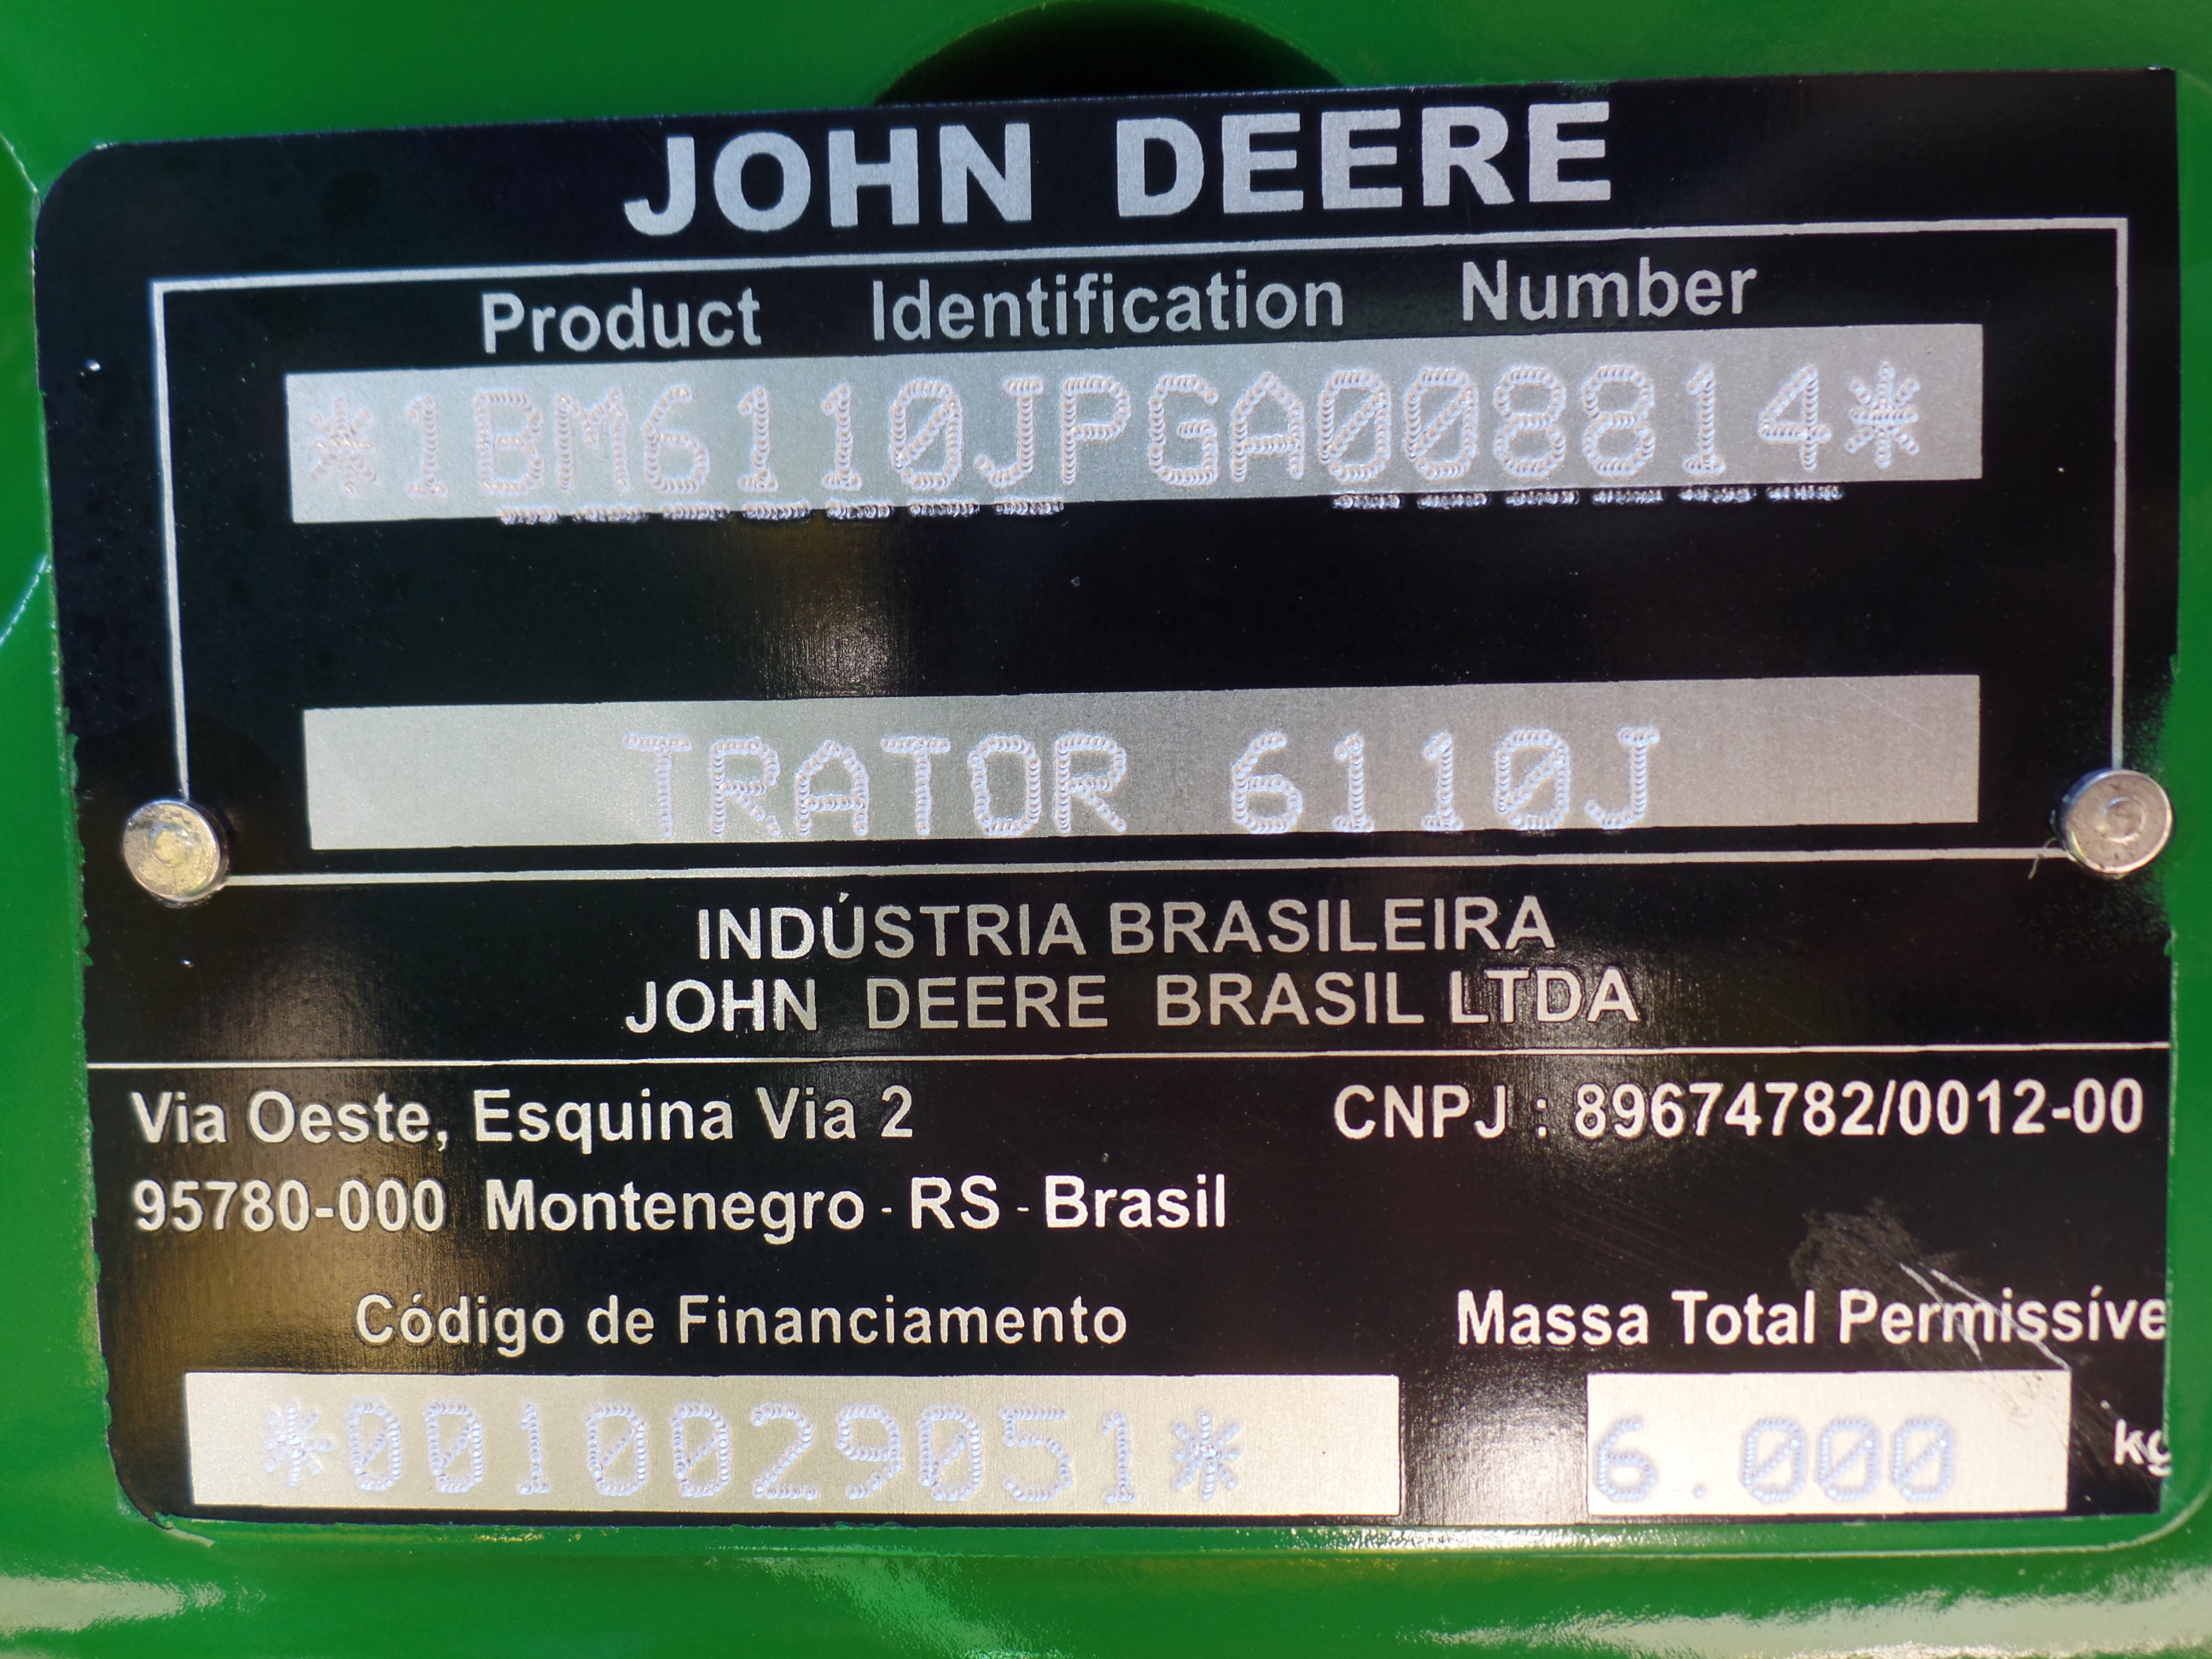 JOHN DEERE
Product Identification Number
*1BM6110JPGA008814*
TRATOR 6110J
INDÚSTRIA BRASILEIRA
JOHN DEERE BRASIL LTDA
Via Oeste, Esquina Via 2 CNPJ : 89674782/0012-00
95780-000 Montenegro - RS - Brasil
Código de Financiamento Massa Total Permissíve
*0010029051* 6.000 kg